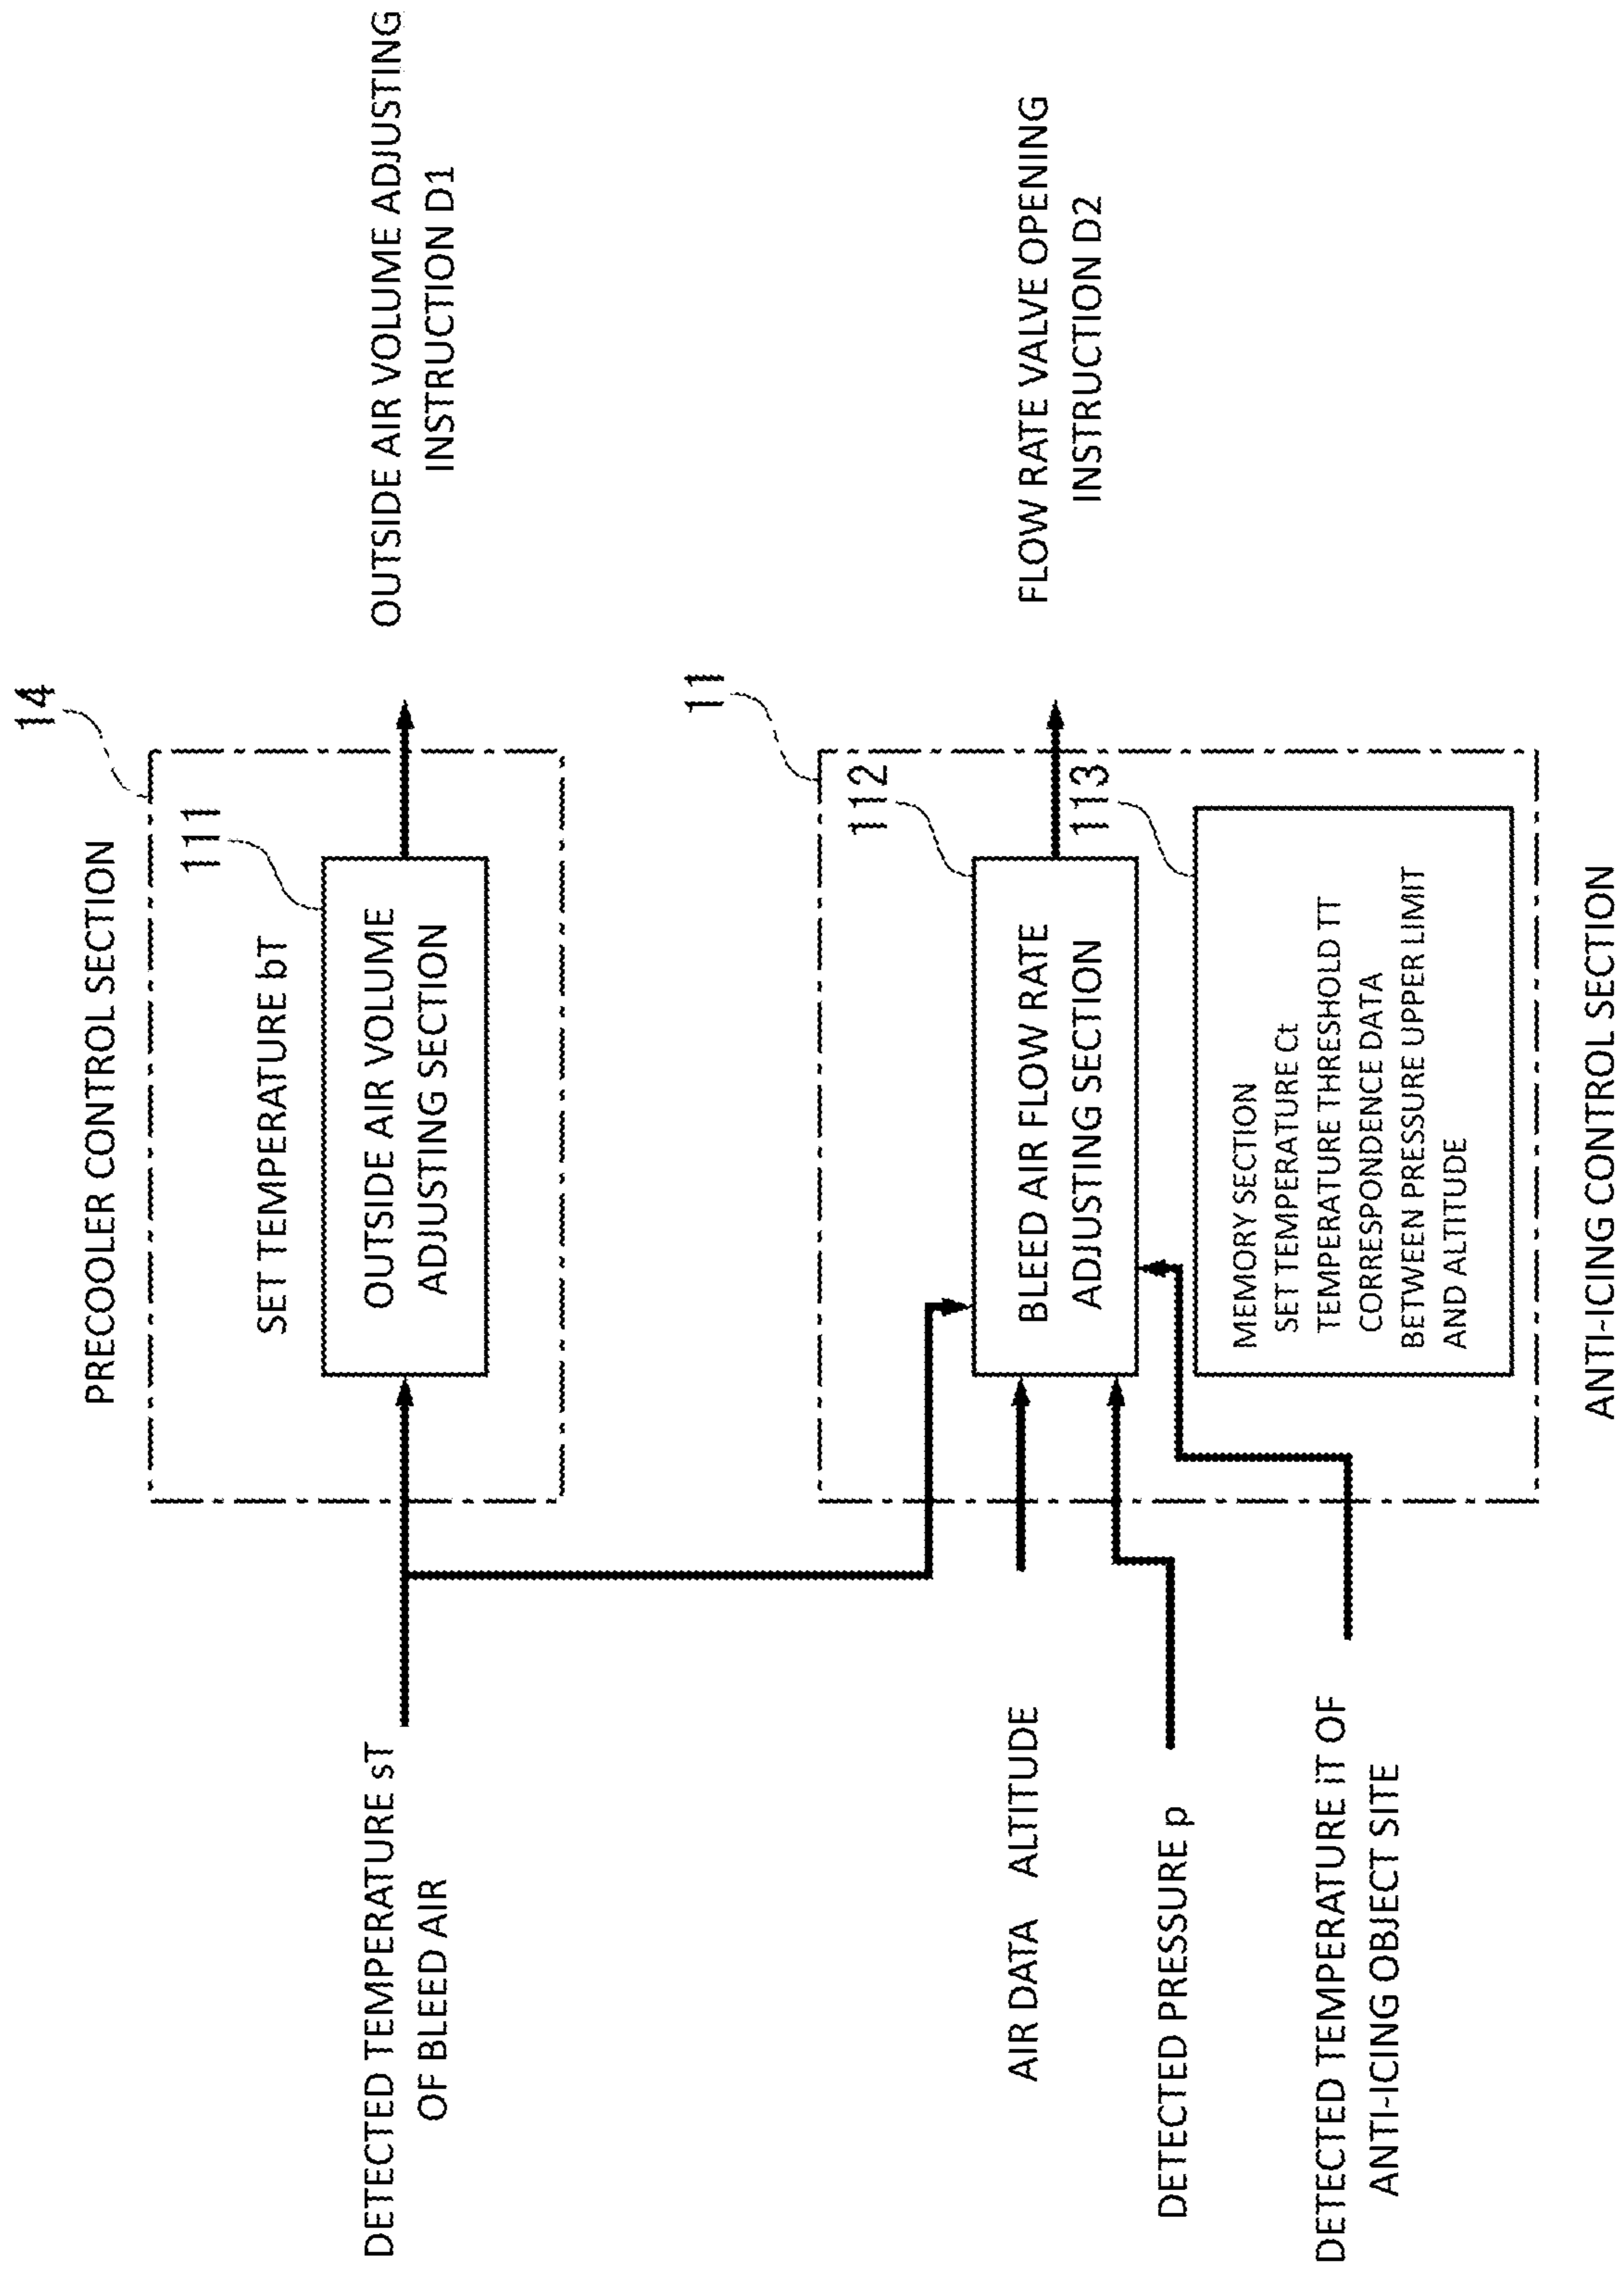 PRECOOLER CONTROL SECTION
14
SET TEMPERATURE bT
111
OUTSIDE AIR VOLUME
ADJUSTING SECTION
DETECTED TEMPERATURE sT
OF BLEED AIR
OUTSIDE AIR VOLUME ADJUSTING
INSTRUCTION D1
11
112
BLEED AIR FLOW RATE
ADJUSTING SECTION
FLOW RATE VALVE OPENING
INSTRUCTION D2
AIR DATA ALTITUDE
DETECTED PRESSURE p
113
MEMORY SECTION
SET TEMPERATURE Ct
TEMPERATURE THRESHOLD TT
CORRESPONDENCE DATA
BETWEEN PRESSURE UPPER LIMIT
AND ALTITUDE
DETECTED TEMPERATURE iT OF
ANTI-ICING OBJECT SITE
ANTI-ICING CONTROL SECTION